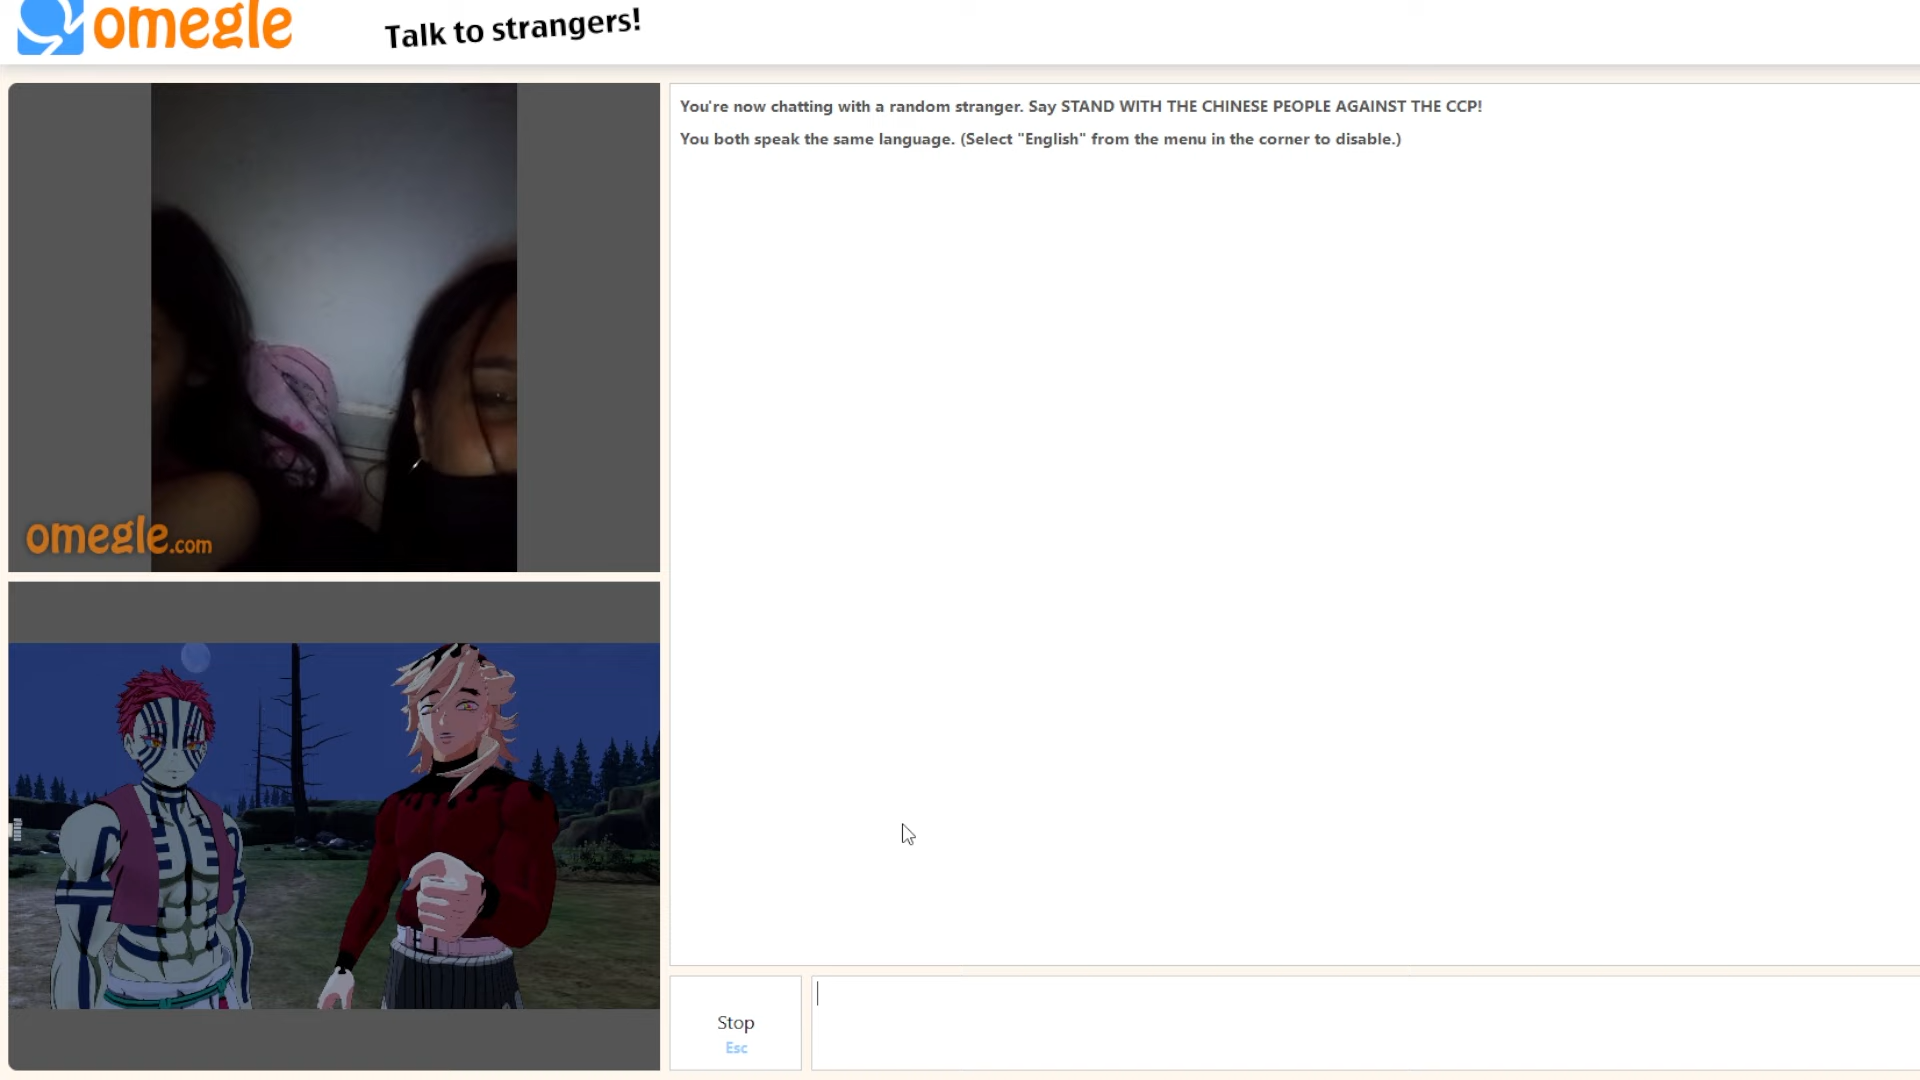 omegle
Talk to strangers!
You're now chatting with a random stranger. Say STAND WITH THE CHINESE PEOPLE AGAINST THE CCP!
You both speak the same language. (Select "English" from the menu in the corner to disable.)
omegle.com
Stop
Esc